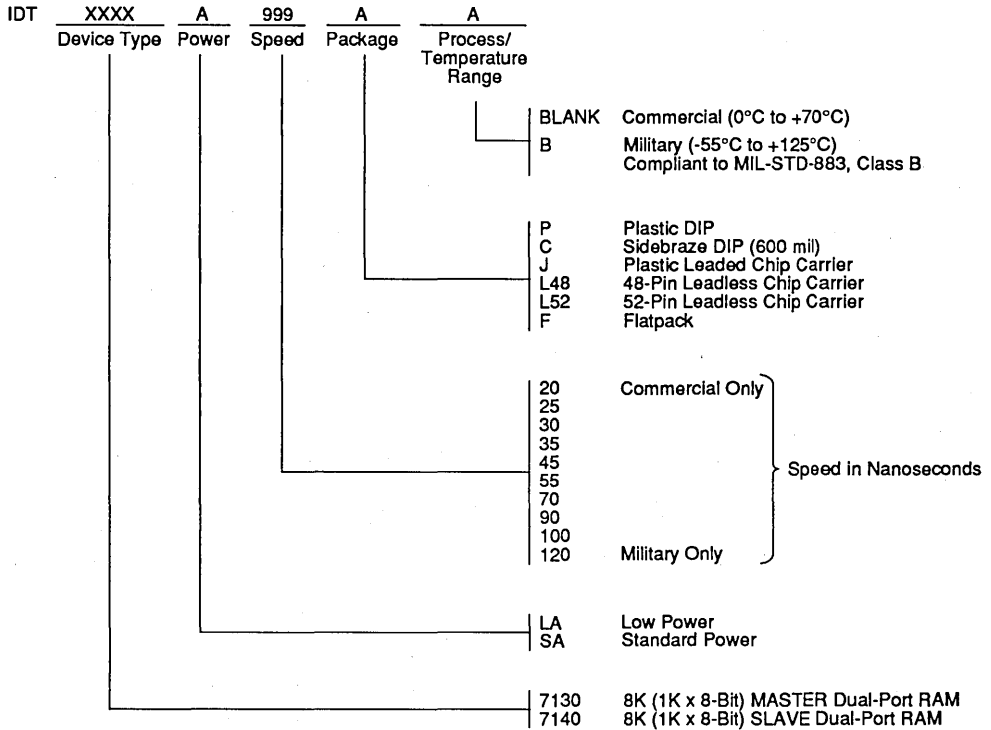 IDT XXXX A 999 A A
Device Type Power Speed Package Process/
Temperature
Range
BLANK Commercial (0°C to +70°C)
B Military (-55°C to +125°C)
Compliant to MIL-STD-883, Class B
P Plastic DIP
C Sidebraze DIP (600 mil)
J Plastic Leaded Chip Carrier
L48 48-Pin Leadless Chip Carrier
L52 52-Pin Leadless Chip Carrier
F Flatpack
20 Commercial Only
25
30
35
45
55
70
90
100
120 Military Only
Speed in Nanoseconds
LA Low Power
SA Standard Power
7130 8K (1K x 8-Bit) MASTER Dual-Port RAM
7140 8K (1K x 8-Bit) SLAVE Dual-Port RAM